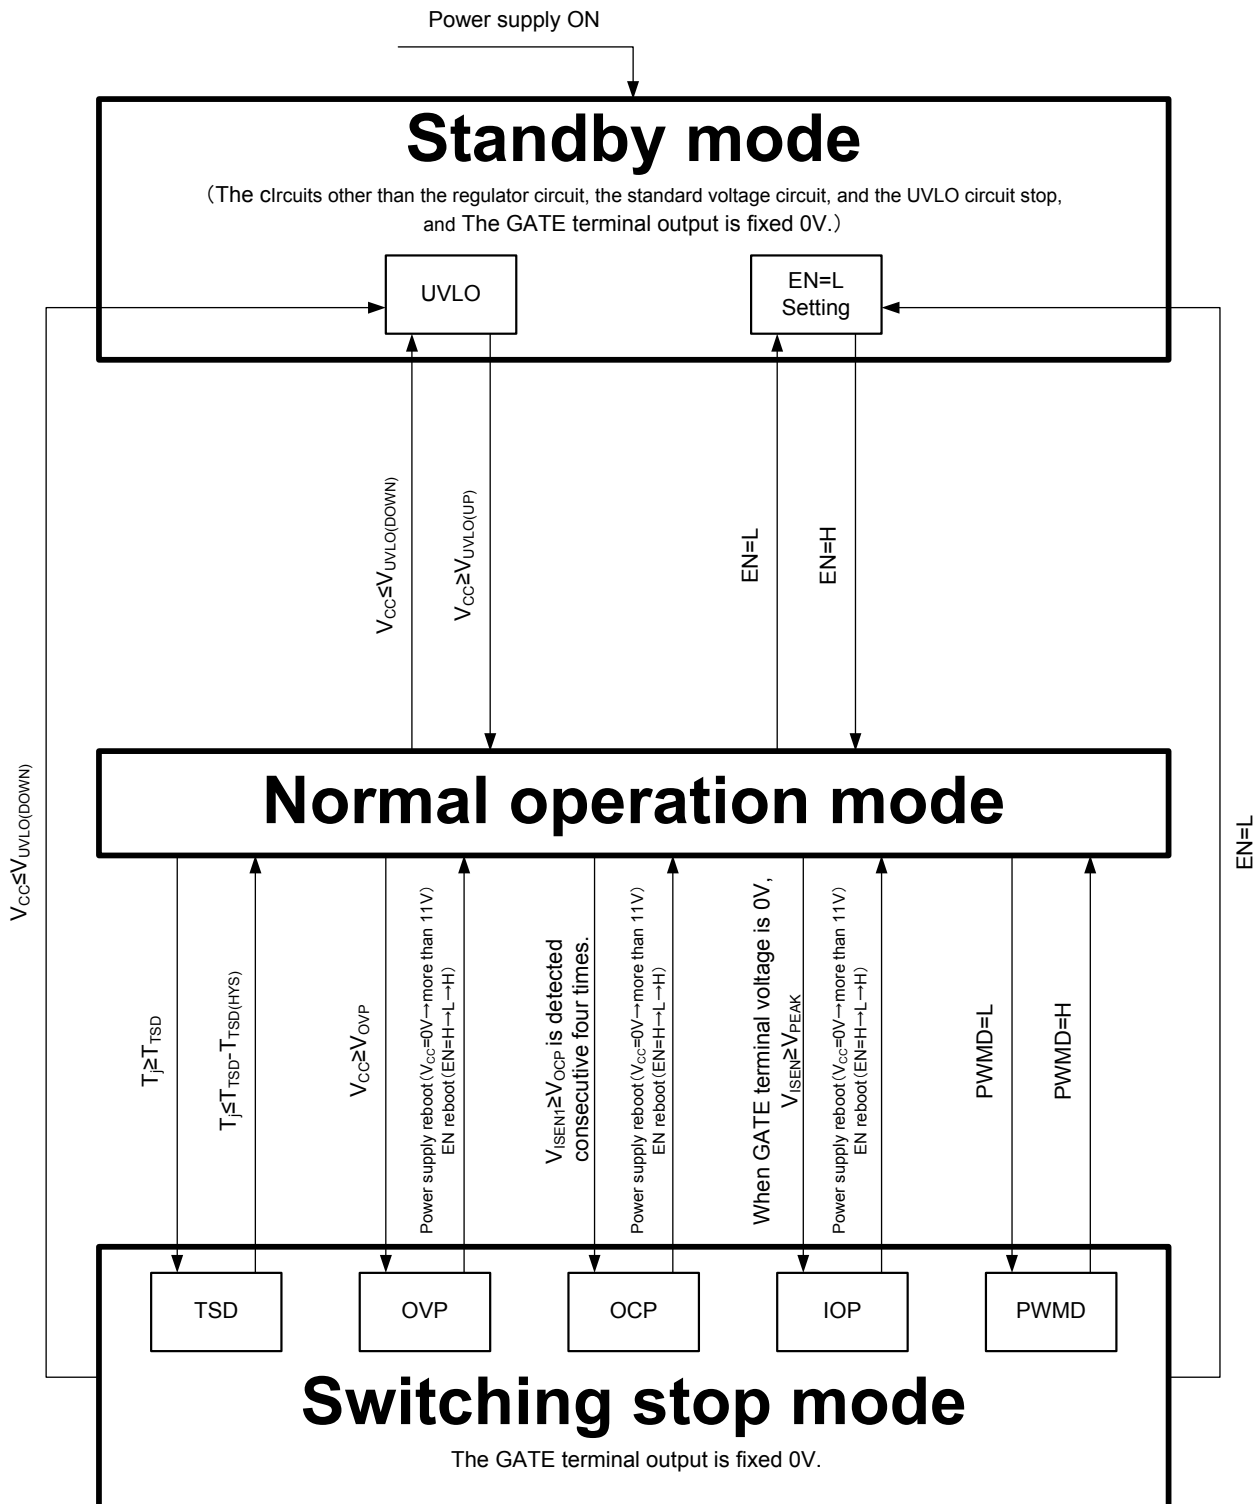 Power supply ON
Standby mode
（The cIrcuits other than the regulator circuit, the standard voltage circuit, and the UVLO circuit stop,
and The GATE terminal output is fixed 0V.）
UVLO
EN=L
Setting
VCC≤VUVLO(DOWN)
VCC≥VUVLO(UP)
EN=L
EN=H
Normal operation mode
VCC≤VUVLO(DOWN)
EN=L
Tj≥TTSD
Tj≤TTSD-TTSD(HYS)
VCC≥VOVP
Power supply reboot（VCC=0V→more than 11V）
EN reboot（EN=H→L→H）
VISEN1≥VOCP is detected
consecutive four times.
Power supply reboot（VCC=0V→more than 11V）
EN reboot（EN=H→L→H）
When GATE terminal voltage is 0V,
VISEN≥VPEAK
Power supply reboot（VCC=0V→more than 11V）
EN reboot（EN=H→L→H）
PWMD=L
PWMD=H
TSD
OVP
OCP
IOP
PWMD
Switching stop mode
The GATE terminal output is fixed 0V.